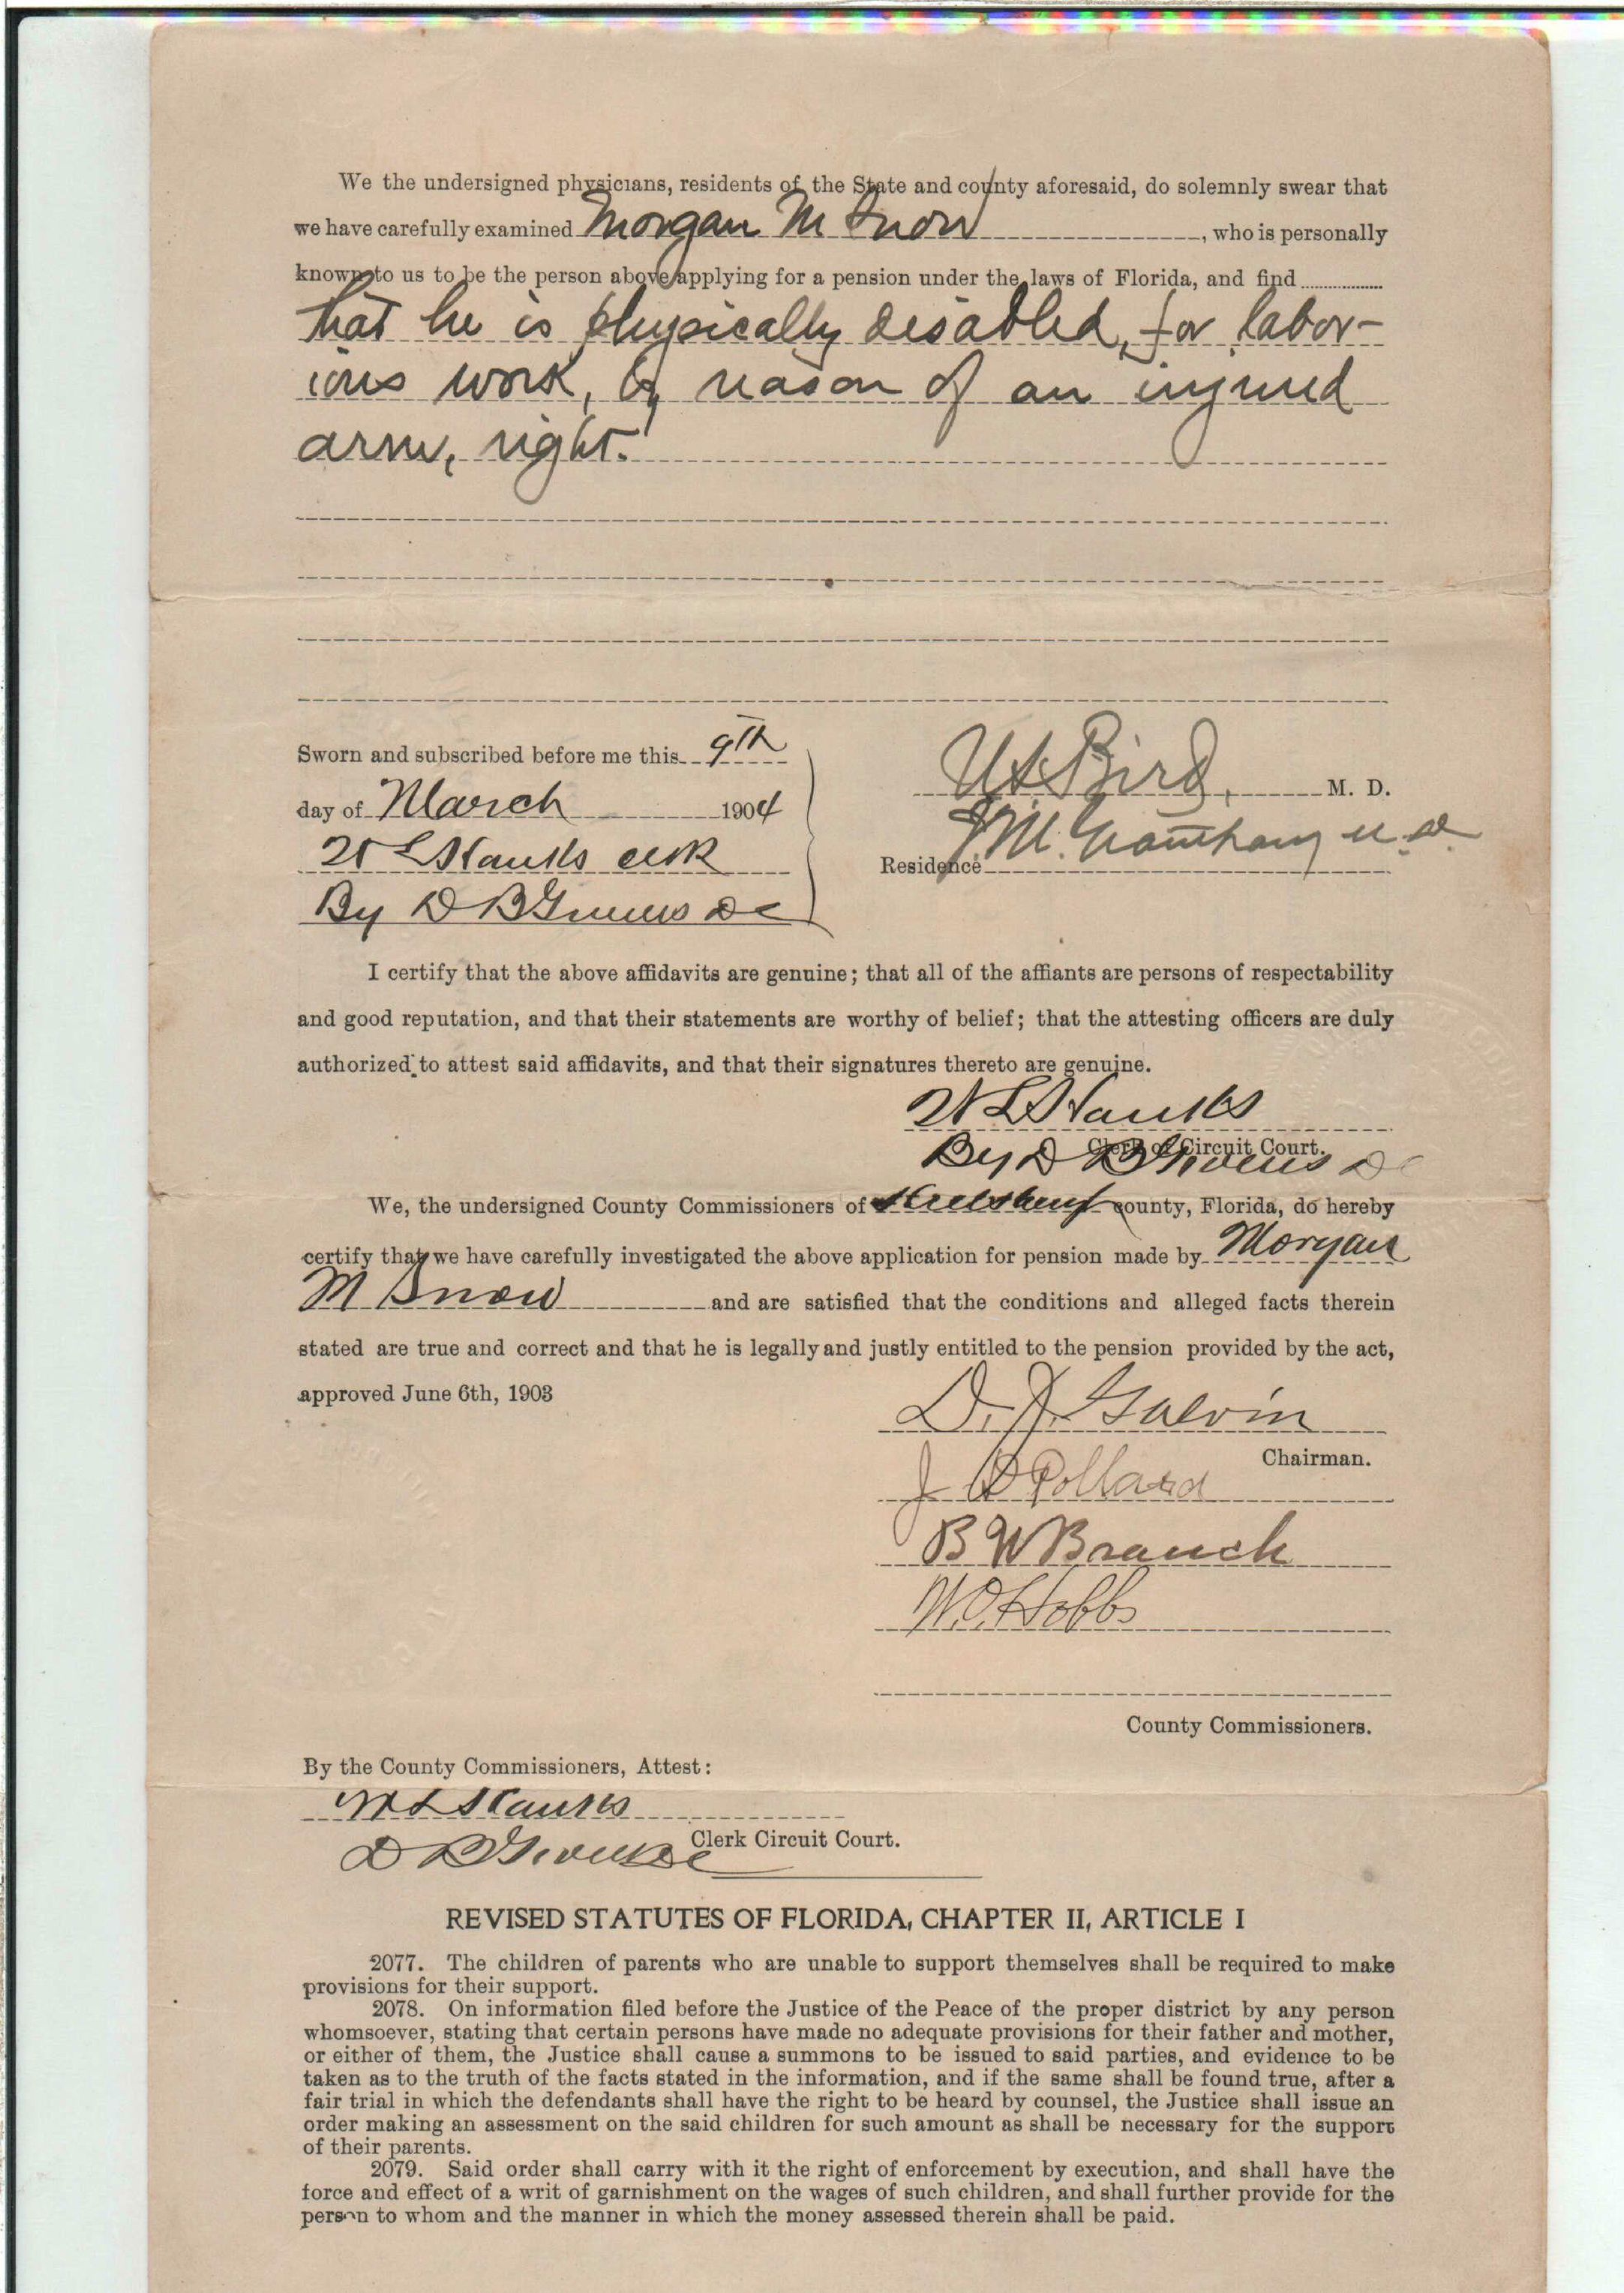 We the undersigned physicians, residents of the State and county aforesaid, do solemnly swear that
we have carefully examined Morgan M Snow, who is personally
known to us to be the person above applying for a pension under the laws of Florida, and find
that he is physically disabled, for labor-
ious work, by reason of an injured
arm, right.
Sworn and subscribed before me this 9th
day of March 1904
W L Hanks clk
By D B Givens DC
Bird, M. D.
Residence J. M. M.D.
I certify that the above affidavits are genuine; that all of the affiants are persons of respectability
and good reputation, and that their statements are worthy of belief; that the attesting officers are duly
authorized to attest said affidavits, and that their signatures thereto are genuine.
W L Hanks
Clerk of Circuit Court.
By D B Givens DC
We, the undersigned County Commissioners of county, Florida, do hereby
certify that we have carefully investigated the above application for pension made by Morgan
M Snow and are satisfied that the conditions and alleged facts therein
stated are true and correct and that he is legally and justly entitled to the pension provided by the act,
approved June 6th, 1903
Galvin
Chairman.
Pollard
B W Branch
W. O. Hobbs
County Commissioners.
By the County Commissioners, Attest:
W L Hanks
Clerk Circuit Court.
D B Givens DC
REVISED STATUTES OF FLORIDA, CHAPTER II, ARTICLE I
2077. The children of parents who are unable to support themselves shall be required to make
provisions for their support.
2078. On information filed before the Justice of the Peace of the proper district by any person
whomsoever, stating that certain persons have made no adequate provisions for their father and mother,
or either of them, the Justice shall cause a summons to be issued to said parties, and evidence to be
taken as to the truth of the facts stated in the information, and if the same shall be found true, after a
fair trial in which the defendants shall have the right to be heard by counsel, the Justice shall issue an
order making an assessment on the said children for such amount as shall be necessary for the support
of their parents.
2079. Said order shall carry with it the right of enforcement by execution, and shall have the
force and effect of a writ of garnishment on the wages of such children, and shall further provide for the
person to whom and the manner in which the money assessed therein shall be paid.